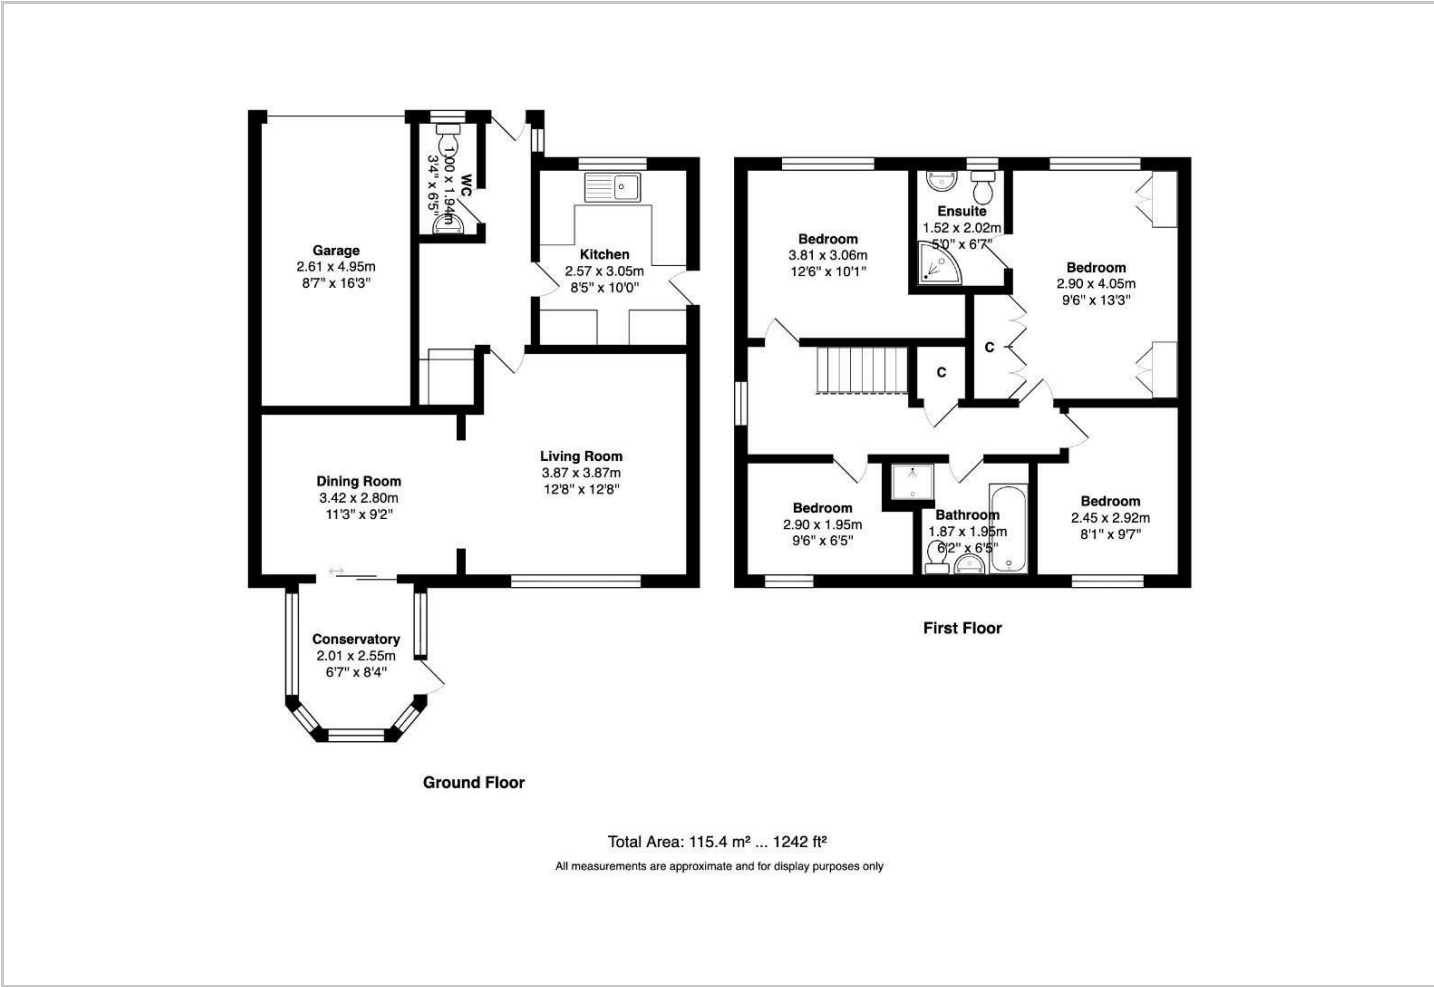 Garage
2.61 x 4.95m
8'7" x 16'3"
WC
1.00 x 1.94m
3'4" x 6'5"
Kitchen
2.57 x 3.05m
8'5" x 10'0"
Dining Room
3.42 x 2.80m
11'3" x 9'2"
Living Room
3.87 x 3.87m
12'8" x 12'8"
Conservatory
2.01 x 2.55m
6'7" x 8'4"
Ground Floor
Bedroom
3.81 x 3.06m
12'6" x 10'1"
Ensuite
1.52 x 2.02m
5'0" x 6'7"
Bedroom
2.90 x 4.05m
9'6" x 13'3"
C
C
Bedroom
2.90 x 1.95m
9'6" x 6'5"
Bathroom
1.87 x 1.95m
6'2" x 6'5"
Bedroom
2.45 x 2.92m
8'1" x 9'7"
First Floor
Total Area: 115.4 m² ... 1242 ft²
All measurements are approximate and for display purposes only